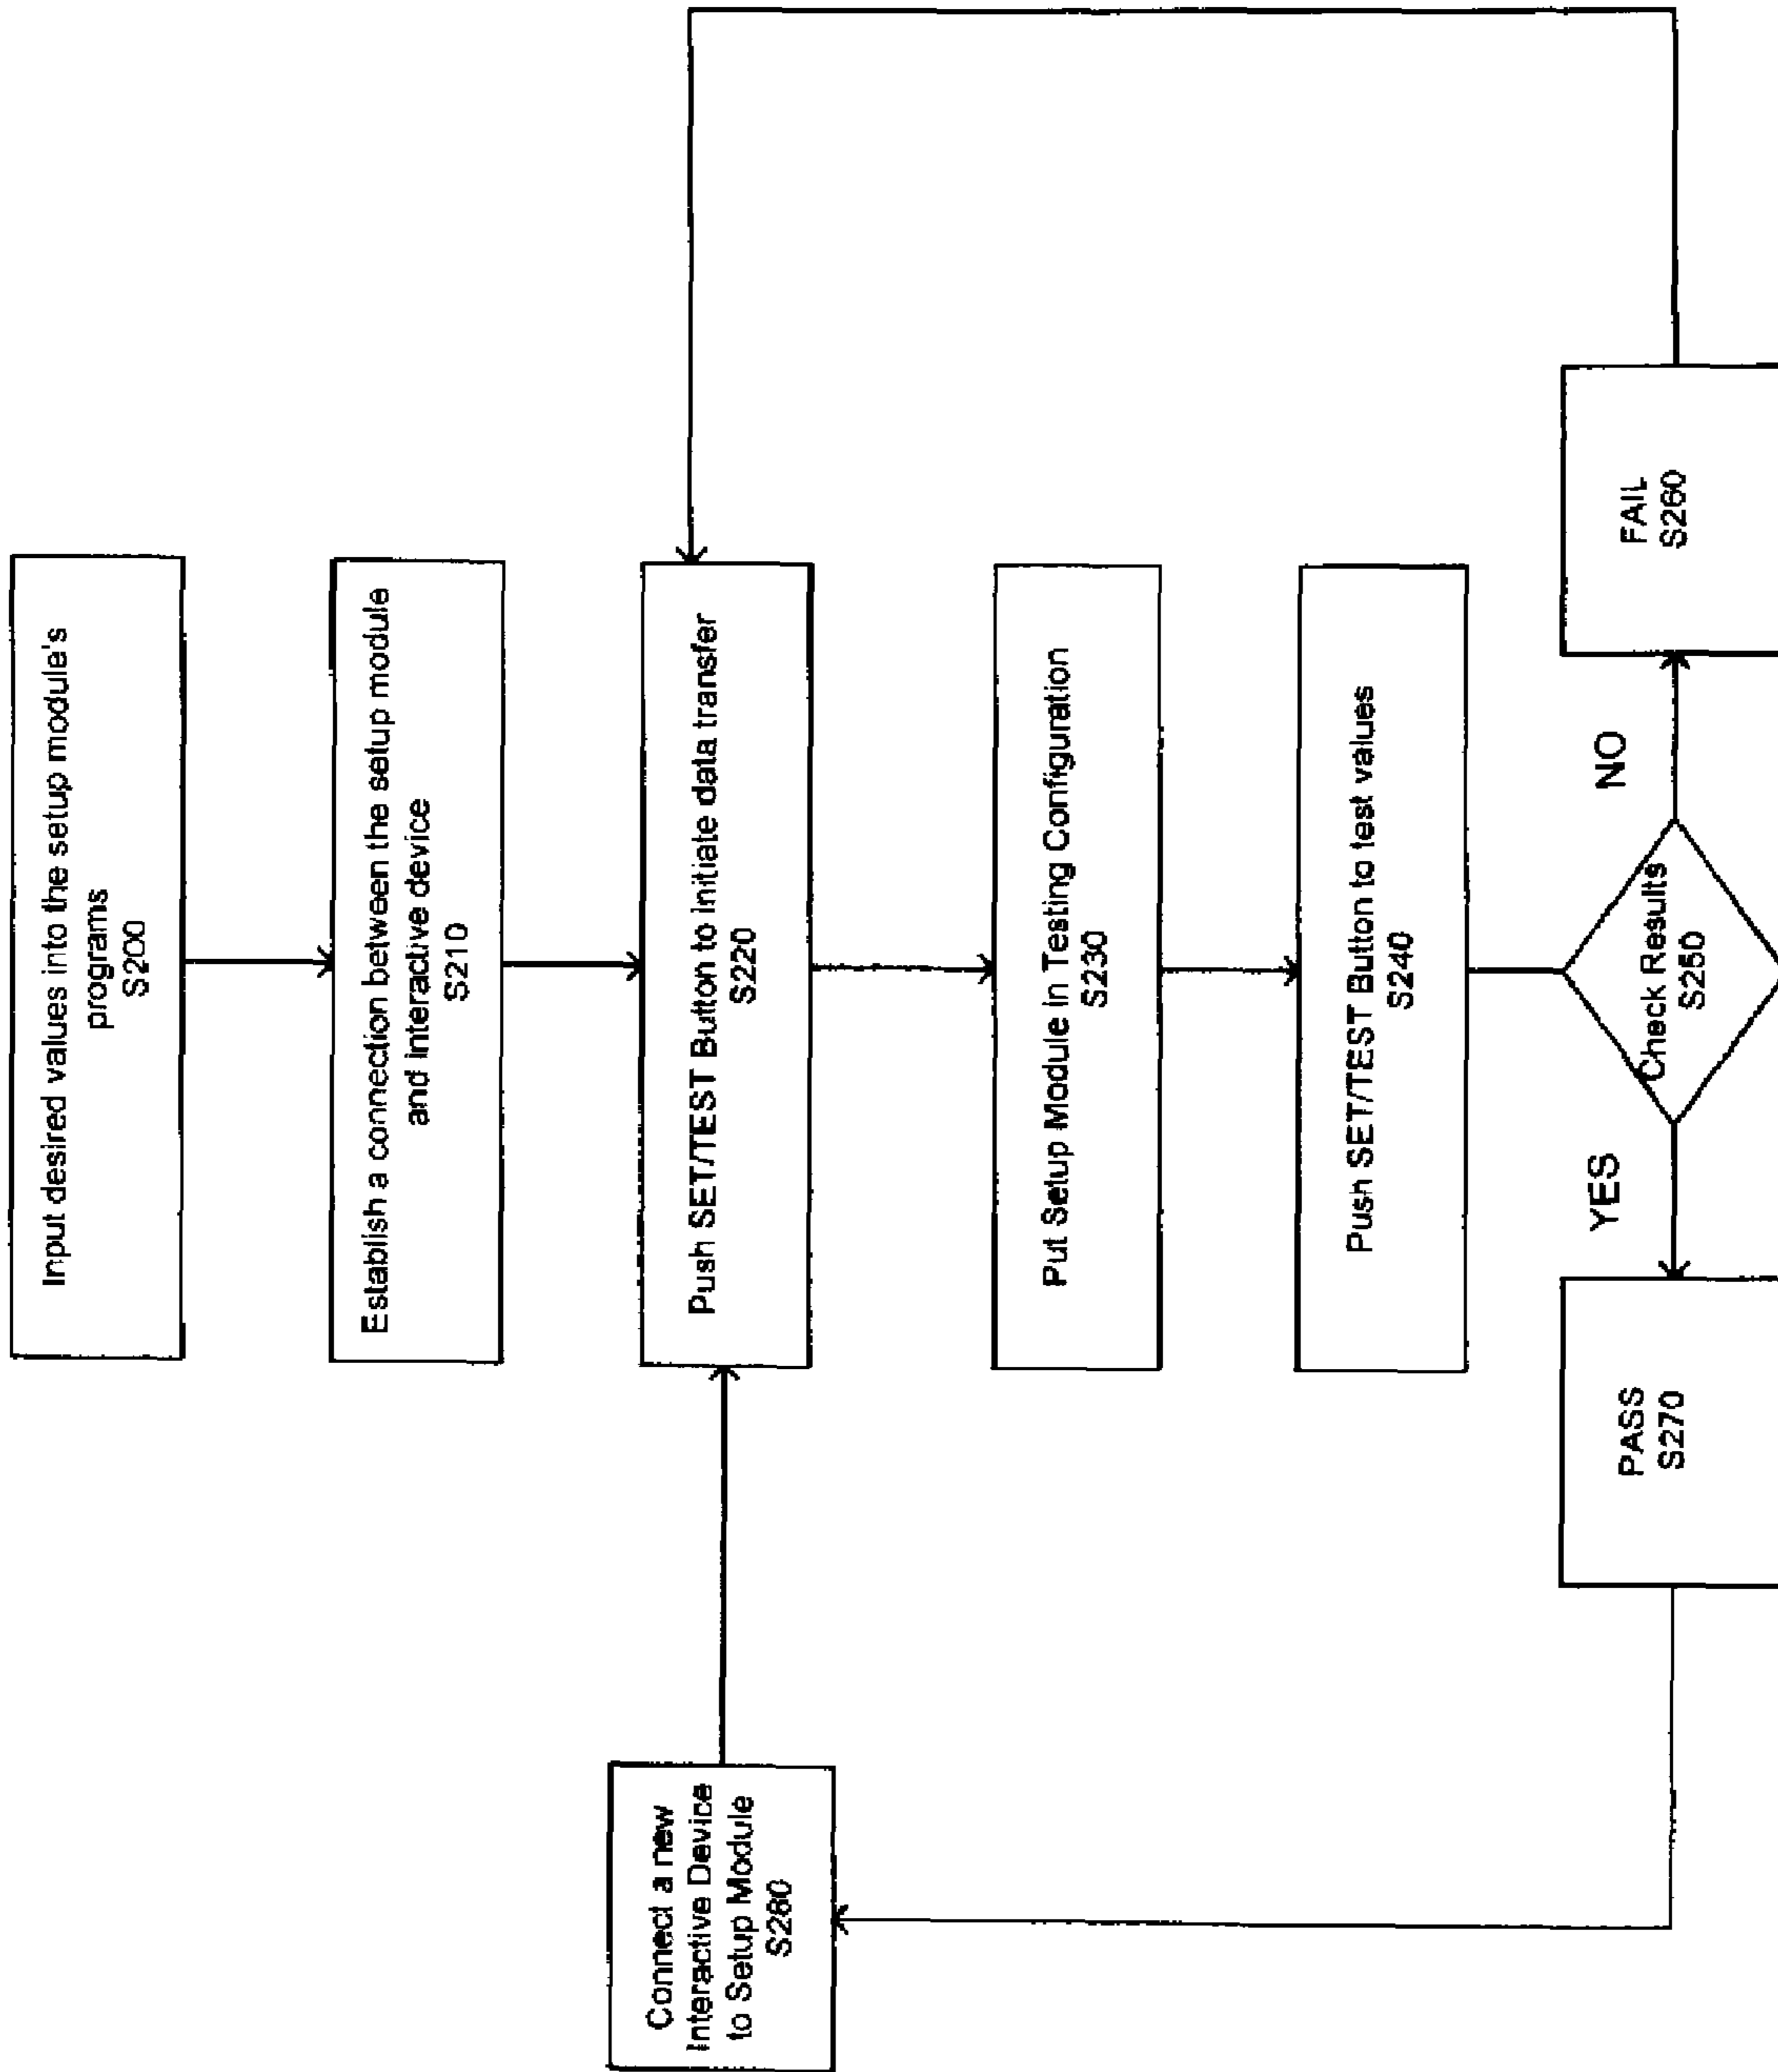 Input desired values into the setup module's
programs
S200
Establish a connection between the setup module
and interactive device
S210
Push SET/TEST Button to initiate data transfer
S220
Put Setup Module in Testing Configuration
S230
Push SET/TEST Button to test values
S240
Check Results
S250
YES
NO
PASS
S270
FAIL
S260
Connect a new
Interactive Device
to Setup Module
S280